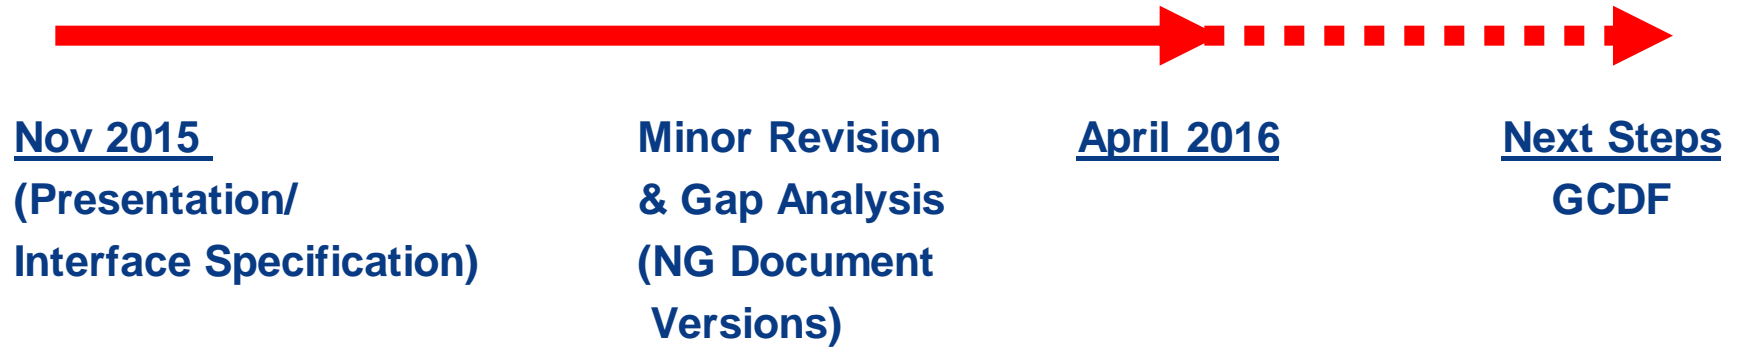 Nov 2015
(Presentation/
Interface Specification)
Minor Revision
& Gap Analysis
(NG Document
Versions)
April 2016
Next Steps
GCDF